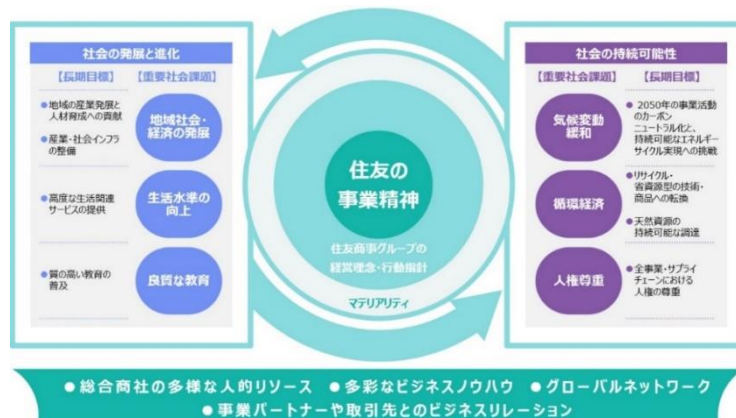 社会の発展と進化
【長期目標】 【重要社会課題】
●地域の産業発展と
人材育成への貢献
●産業・社会インフラ
の整備
地域社会・
経済の発展
●高度な生活関連
サービスの提供
生活水準の
向上
●質の高い教育の
普及
良質な教育
住友の
事業精神
住友商事グループの
経営理念・行動指針
マテリアリティ
社会の持続可能性
【重要社会課題】 【長期目標】
気候変動
緩和
● 2050年の事業活動
のカーボン
ニュートラル化と、
持続可能なエネルギー
サイクル実現への挑戦
循環経済
●リサイクル・
省資源型の技術・
商品への転換
● 天然資源の
持続可能な調達
人権尊重
● 全事業・サプライ
チェーンにおける
人権の尊重
●総合商社の多様な人的リソース ●多彩なビジネスノウハウ ●グローバルネットワーク
●事業パートナーや取引先とのビジネスリレーション